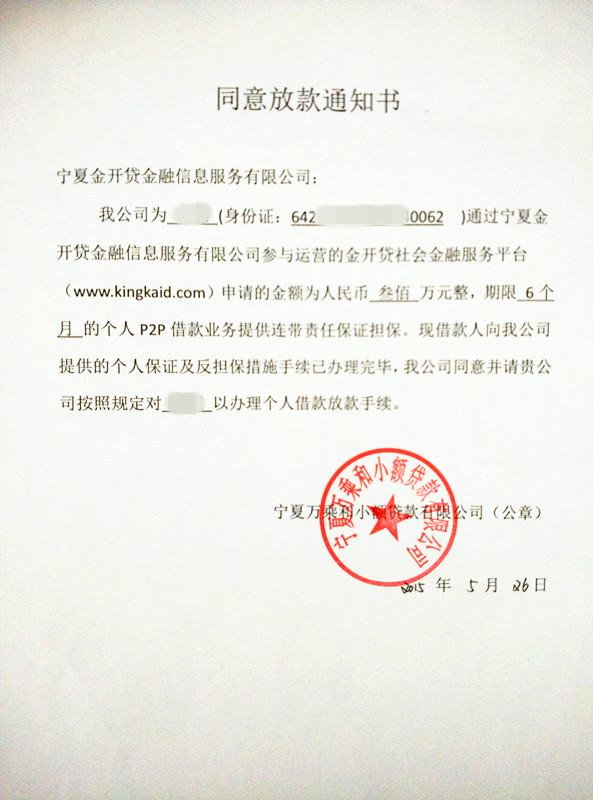 同意放款通知书
宁夏金开贷金融信息服务有限公司：
我公司为 (身份证：642 0062 )通过宁夏金
开贷金融信息服务有限公司参与运营的金开贷社会金融服务平台
（www.kingkaid.com）申请的金额为人民币 叁佰 万元整，期限 6 个
月 的个人 P2P 借款业务提供连带责任保证担保。现借款人向我公司
提供的个人保证及反担保措施手续已办理完毕，我公司同意并请贵公
司按照规定对 以办理个人借款放款手续。
宁夏万乘和小额贷款有限公司（公章）
宁夏万乘和小额贷款有限公司
2015 年 5 月 26 日